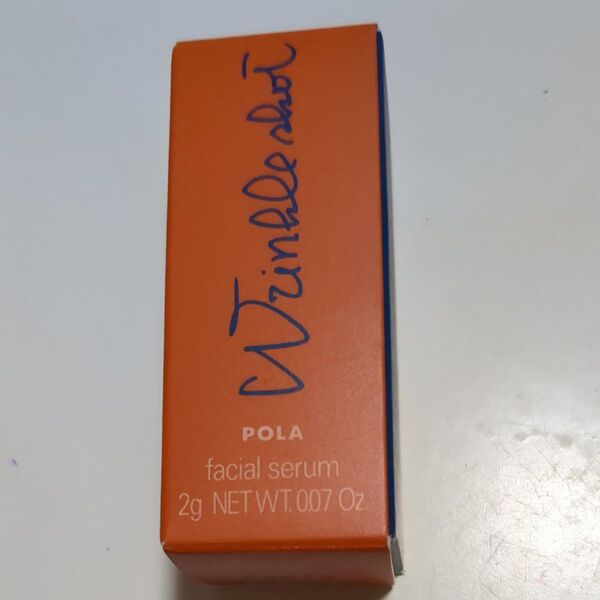 Wrinkle shot
POLA
facial serum
2g NET WT. 0.07 Oz.